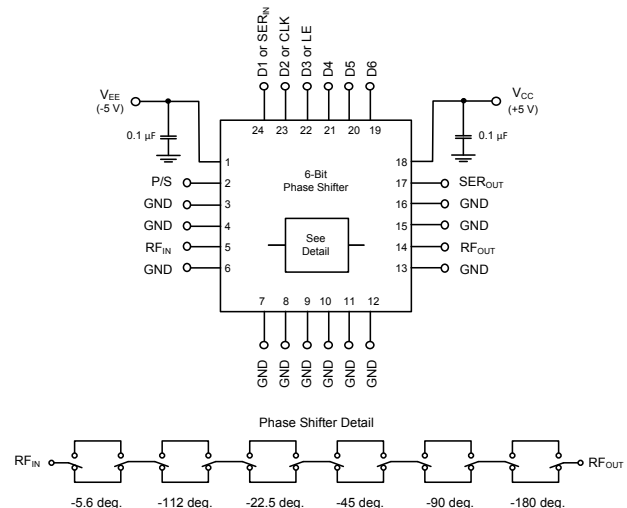 D1 or SERIN
D2 or CLK
D3 or LE
D4
D5
D6
VEE
(-5 V)
VCC
(+5 V)
24 23 22 21 20 19
0.1 µF
0.1 µF
1
18
6-Bit
Phase Shifter
P/S 2
17 SEROUT
GND 3
16 GND
GND 4
15 GND
See
Detail
RFIN 5
14 RFOUT
GND 6
13 GND
7 8 9 10 11 12
GND GND GND GND GND GND
Phase Shifter Detail
RFIN
RFOUT
-5.6 deg. -112 deg. -22.5 deg. -45 deg. -90 deg. -180 deg.